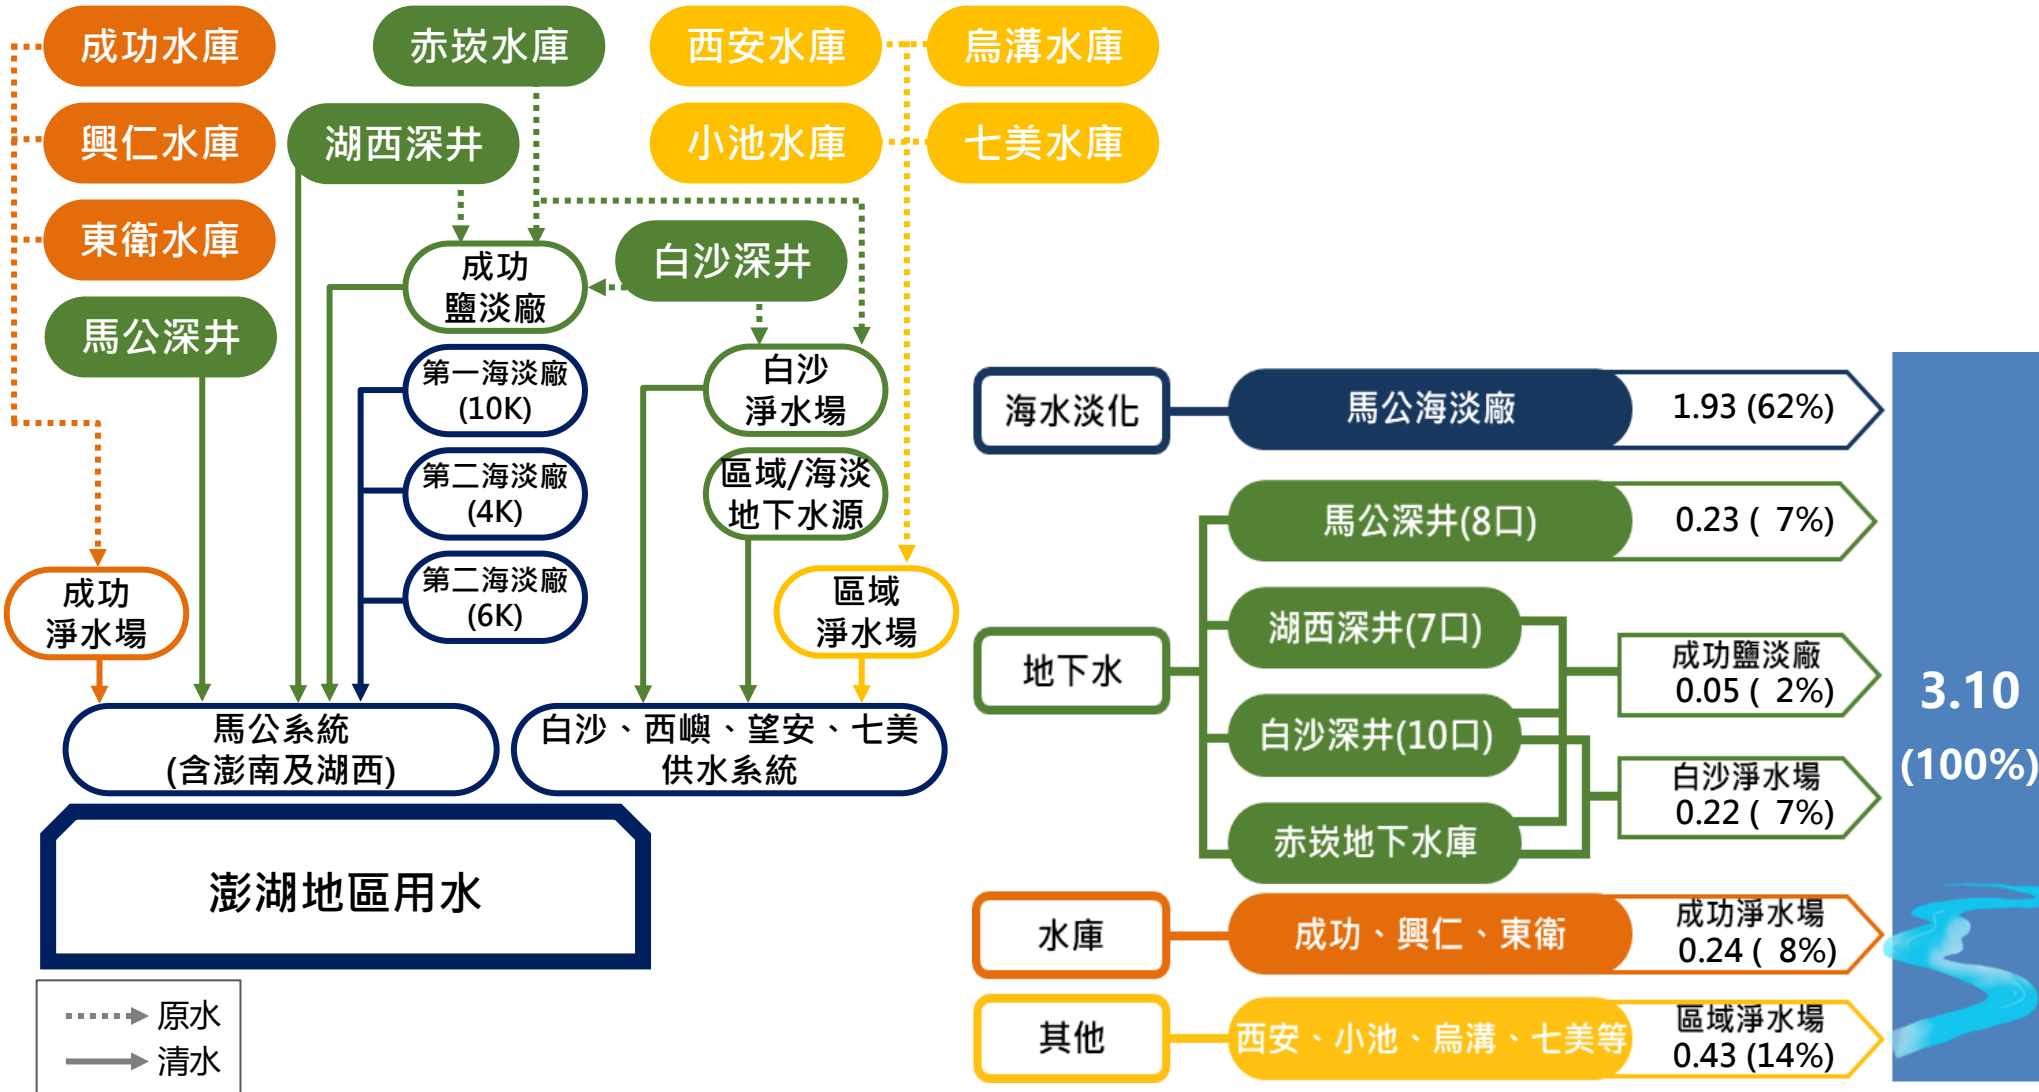 成功水庫
赤崁水庫
西安水庫
烏溝水庫
興仁水庫
湖西深井
小池水庫
七美水庫
東衛水庫
白沙深井
成功
鹽淡廠
馬公深井
第一海淡廠
(10K)
白沙
淨水場
第二海淡廠
(4K)
區域/海淡
地下水源
第二海淡廠
(6K)
成功
淨水場
區域
淨水場
馬公系統
(含澎南及湖西)
白沙、西嶼、望安、七美
供水系統
澎湖地區用水
原水
清水
海水淡化
馬公海淡廠
1.93 (62%)
馬公深井(8口)
0.23 ( 7%)
地下水
湖西深井(7口)
白沙深井(10口)
赤崁地下水庫
成功鹽淡廠
0.05 ( 2%)
白沙淨水場
0.22 ( 7%)
水庫
成功、興仁、東衛
成功淨水場
0.24 ( 8%)
其他
西安、小池、烏溝、七美等
區域淨水場
0.43 (14%)
3.10
(100%)